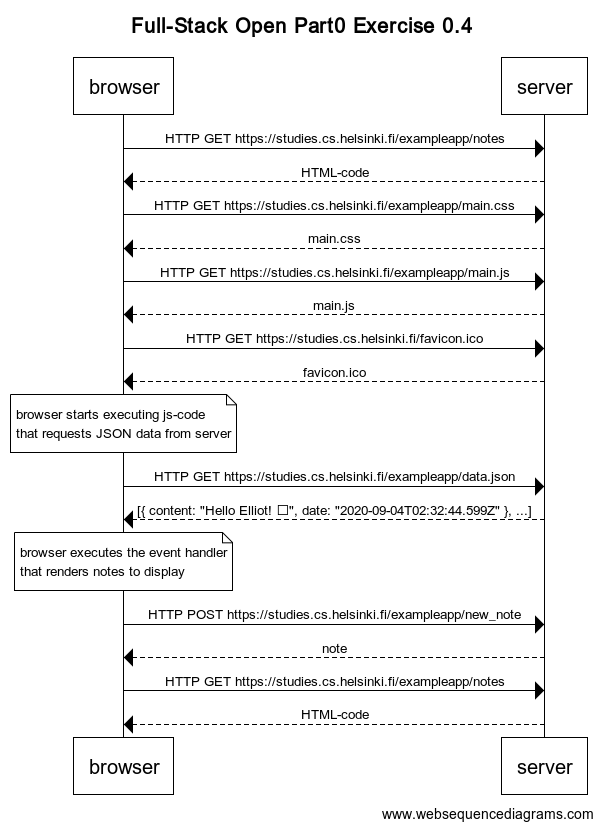 Full-Stack Open Part0 Exercise 0.4
browser
server
HTTP GET https://studies.cs.helsinki.fi/exampleapp/notes
HTML-code
HTTP GET https://studies.cs.helsinki.fi/exampleapp/main.css
main.css
HTTP GET https://studies.cs.helsinki.fi/exampleapp/main.js
main.js
HTTP GET https://studies.cs.helsinki.fi/favicon.ico
favicon.ico
browser starts executing js-code
that requests JSON data from server
HTTP GET https://studies.cs.helsinki.fi/exampleapp/data.json
[{ content: "Hello Elliot! □", date: "2020-09-04T02:32:44.599Z" }, ...]
browser executes the event handler
that renders notes to display
HTTP POST https://studies.cs.helsinki.fi/exampleapp/new_note
note
HTTP GET https://studies.cs.helsinki.fi/exampleapp/notes
HTML-code
browser
server
www.websequencediagrams.com